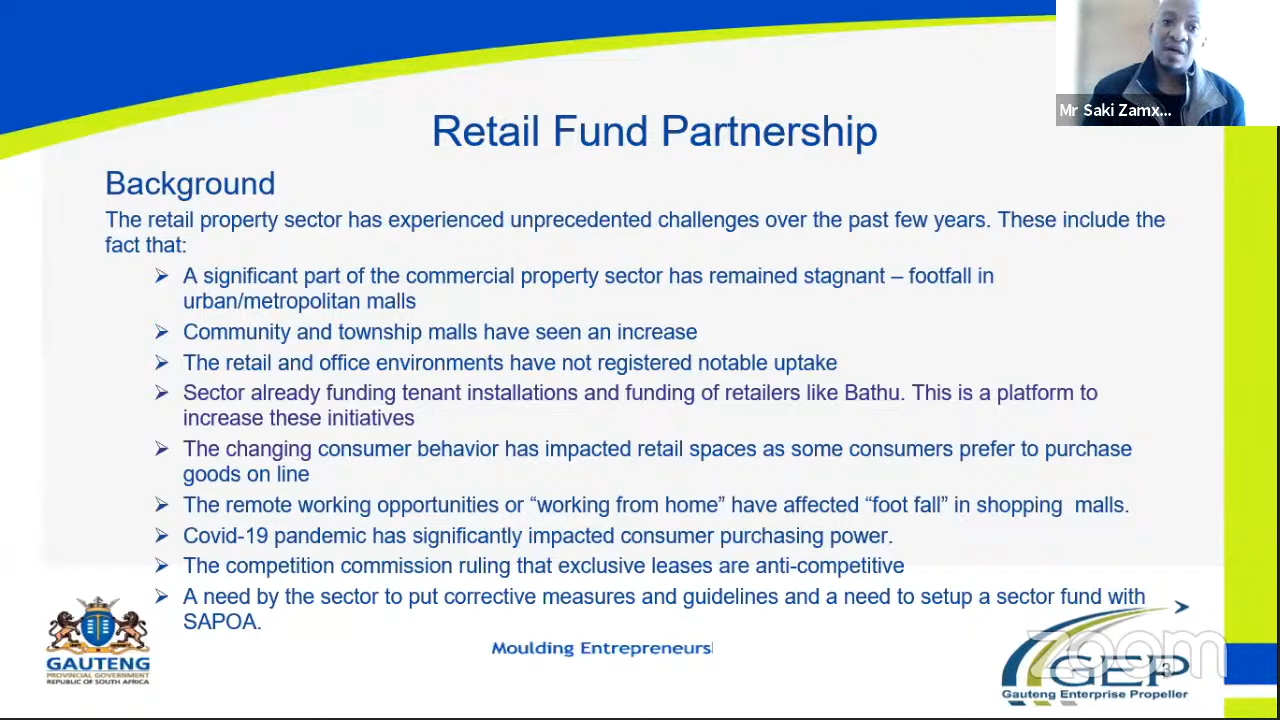 Mr Saki Zamx...
Retail Fund Partnership
Background
The retail property sector has experienced unprecedented challenges over the past few years. These include the
fact that:
➢ A significant part of the commercial property sector has remained stagnant – footfall in
urban/metropolitan malls
➢ Community and township malls have seen an increase
➢ The retail and office environments have not registered notable uptake
➢ Sector already funding tenant installations and funding of retailers like Bathu. This is a platform to
increase these initiatives
➢ The changing consumer behavior has impacted retail spaces as some consumers prefer to purchase
goods on line
➢ The remote working opportunities or “working from home” have affected “foot fall” in shopping malls.
➢ Covid-19 pandemic has significantly impacted consumer purchasing power.
➢ The competition commission ruling that exclusive leases are anti-competitive
➢ A need by the sector to put corrective measures and guidelines and a need to setup a sector fund with
SAPOA.
GAUTENG
PROVINCIAL GOVERNMENT
REPUBLIC OF SOUTH AFRICA
Moulding Entrepreneurs
zoom
GEP
3
Gauteng Enterprise Propeller